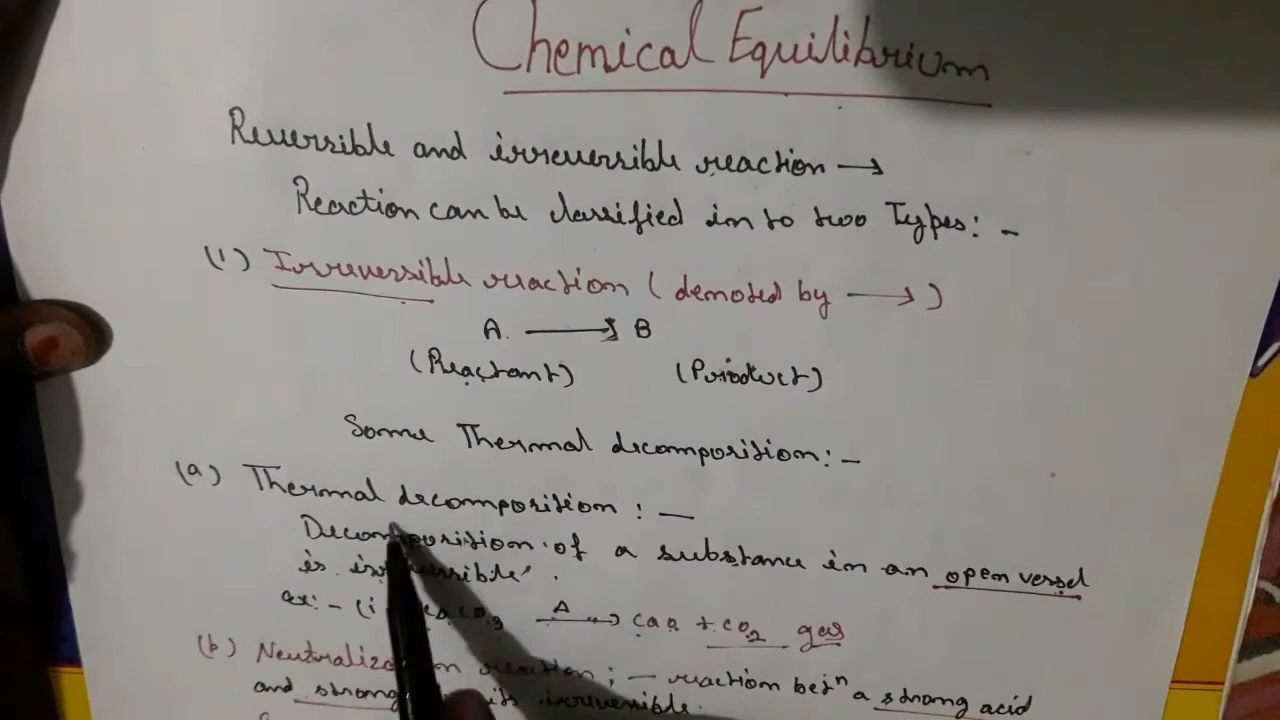 Chemical Equilibrium
Reversible and irreversible reaction →
Reaction can be classified in to two Types: -
(1) Irreversible reaction (denoted by ⟶)
A. ⟶ B
(Reactant) (Product)
Some Thermal decomposition: -
(a) Thermal decomposition : —
Decomposition of a substance in an open vessel
is irreversible.
ex: - (i) Δ⟶ CaO + CO2 gas
(b) Neutralization reaction ; — reaction betn a strong acid
and strong its irreversible.